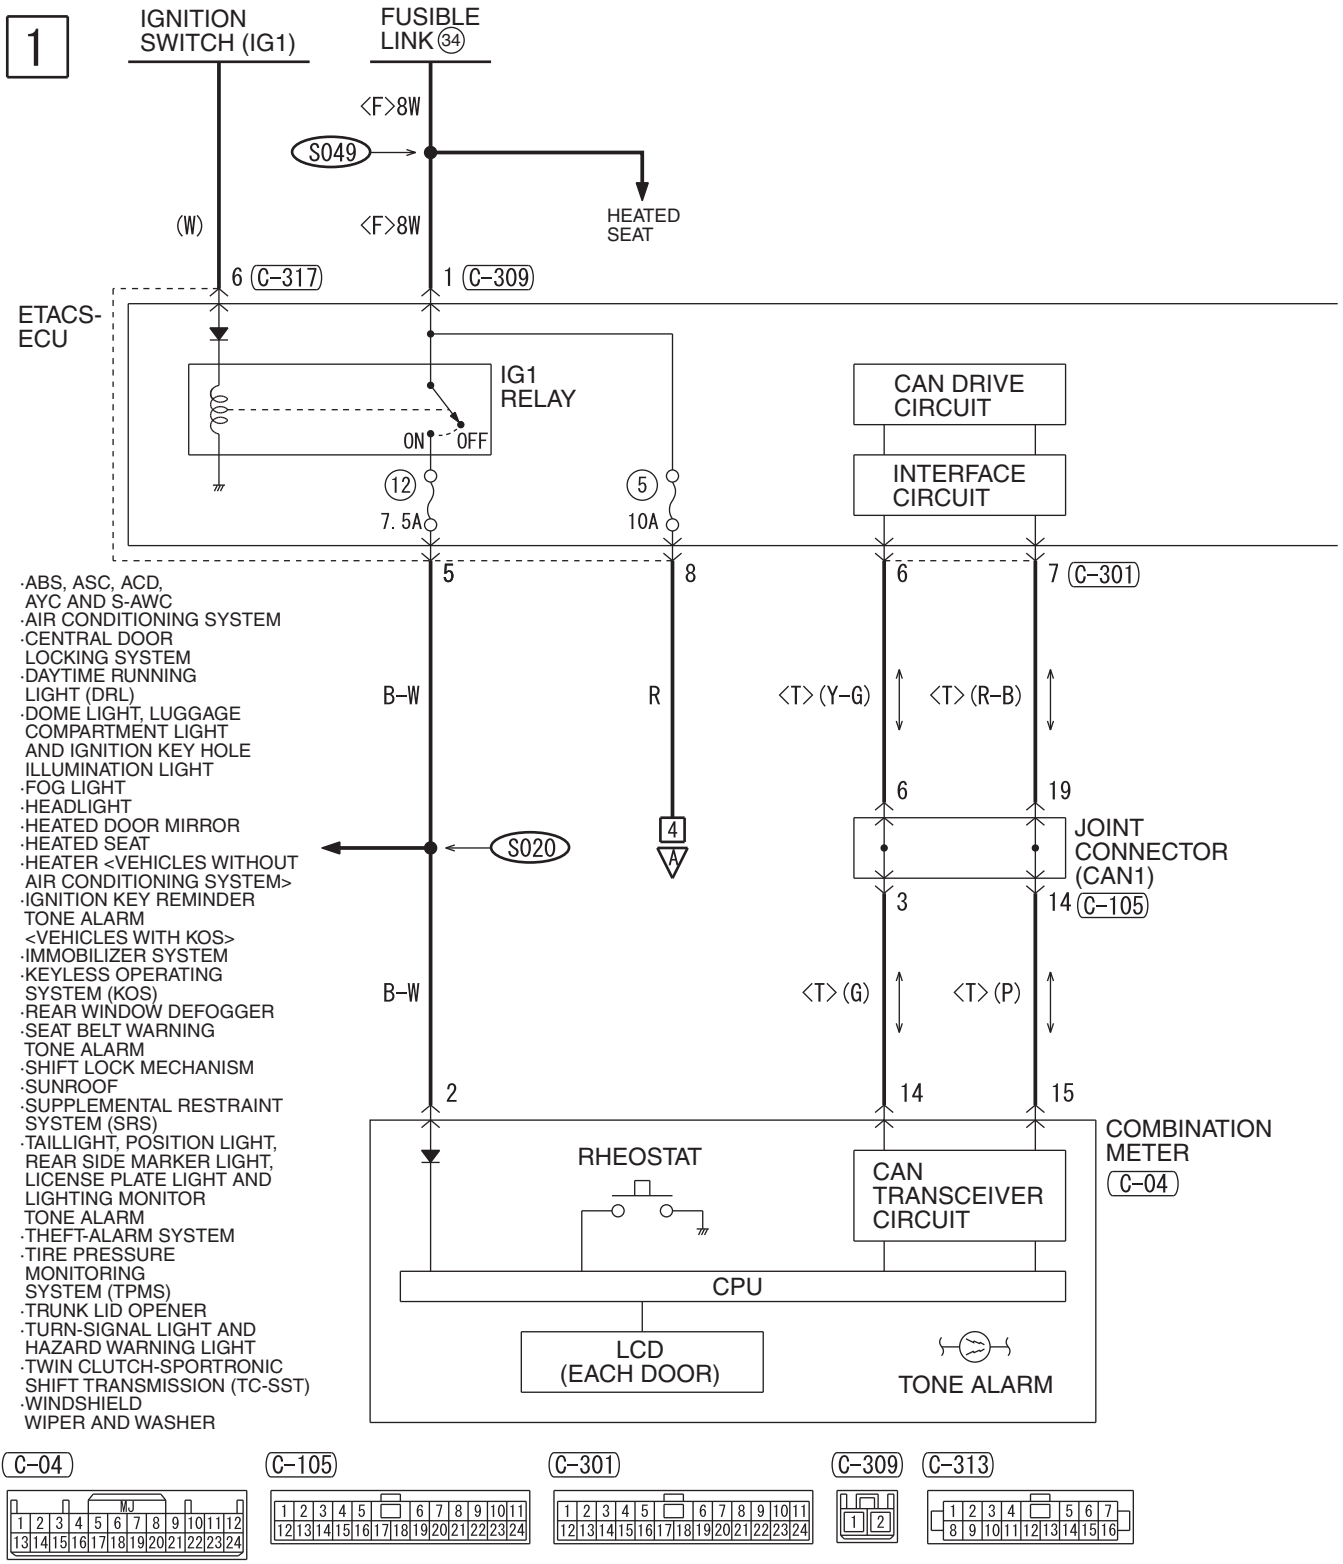 1
IGNITION
SWITCH (IG1)
FUSIBLE
LINK 34
<F>8W
S049
HEATED
SEAT
(W)
<F>8W
6 C-317
1 C-309
ETACS-
ECU
IG1
RELAY
ON
OFF
CAN DRIVE
CIRCUIT
INTERFACE
CIRCUIT
12
7.5A
5
10A
5
8
6
7 C-301
·ABS, ASC, ACD,
AYC AND S-AWC
·AIR CONDITIONING SYSTEM
·CENTRAL DOOR
LOCKING SYSTEM
·DAYTIME RUNNING
LIGHT (DRL)
·DOME LIGHT, LUGGAGE
COMPARTMENT LIGHT
AND IGNITION KEY HOLE
ILLUMINATION LIGHT
·FOG LIGHT
·HEADLIGHT
·HEATED DOOR MIRROR
·HEATED SEAT
·HEATER <VEHICLES WITHOUT
AIR CONDITIONING SYSTEM>
·IGNITION KEY REMINDER
TONE ALARM
<VEHICLES WITH KOS>
·IMMOBILIZER SYSTEM
·KEYLESS OPERATING
SYSTEM (KOS)
·REAR WINDOW DEFOGGER
·SEAT BELT WARNING
TONE ALARM
·SHIFT LOCK MECHANISM
·SUNROOF
·SUPPLEMENTAL RESTRAINT
SYSTEM (SRS)
·TAILLIGHT, POSITION LIGHT,
REAR SIDE MARKER LIGHT,
LICENSE PLATE LIGHT AND
LIGHTING MONITOR
TONE ALARM
·THEFT-ALARM SYSTEM
·TIRE PRESSURE
MONITORING
SYSTEM (TPMS)
·TRUNK LID OPENER
·TURN-SIGNAL LIGHT AND
HAZARD WARNING LIGHT
·TWIN CLUTCH-SPORTRONIC
SHIFT TRANSMISSION (TC-SST)
·WINDSHIELD
WIPER AND WASHER
B-W
R
<T>(Y-G)
<T>(R-B)
6
19
S020
4
A
JOINT
CONNECTOR
(CAN1)
3
14 C-105
B-W
<T>(G)
<T>(P)
2
14
15
COMBINATION
METER
C-04
RHEOSTAT
CAN
TRANSCEIVER
CIRCUIT
CPU
LCD
(EACH DOOR)
TONE ALARM
C-04
MJ
1 2 3 4 5 6 7 8 9 10 11 12
13 14 15 16 17 18 19 20 21 22 23 24
C-105
1 2 3 4 5 6 7 8 9 10 11
12 13 14 15 16 17 18 19 20 21 22 23 24
C-301
1 2 3 4 5 6 7 8 9 10 11
12 13 14 15 16 17 18 19 20 21 22 23 24
C-309
1 2
C-313
1 2 3 4 5 6 7
8 9 10 11 12 13 14 15 16